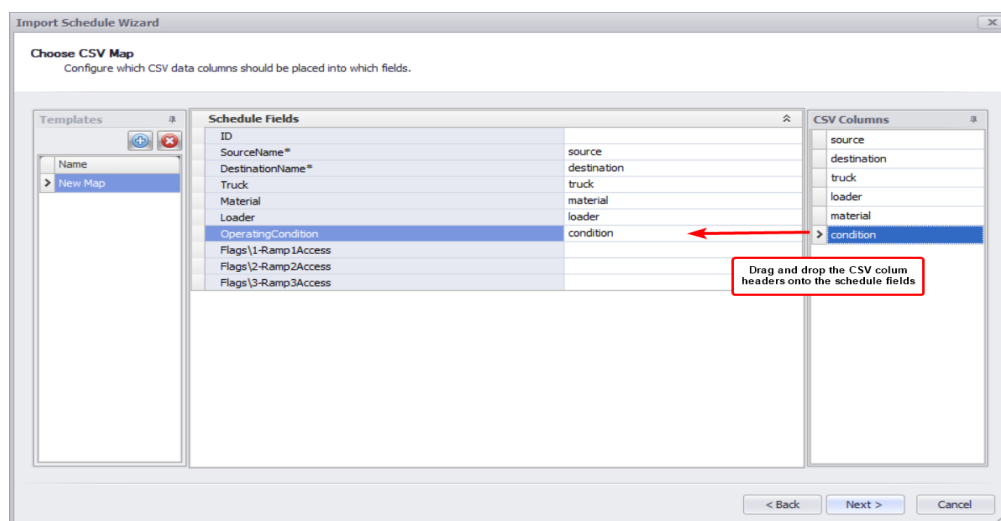 Import Schedule Wizard
Choose CSV Map
Configure which CSV data columns should be placed into which fields.
Templates
Name
New Map
Schedule Fields
ID
SourceName* source
DestinationName* destination
Truck truck
Material material
Loader loader
OperatingCondition condition
Flags\1-Ramp1Access
Flags\2-Ramp2Access
Flags\3-Ramp3Access
CSV Columns
source
destination
truck
loader
material
condition
Drag and drop the CSV colum
headers onto the schedule fields
< Back Next > Cancel